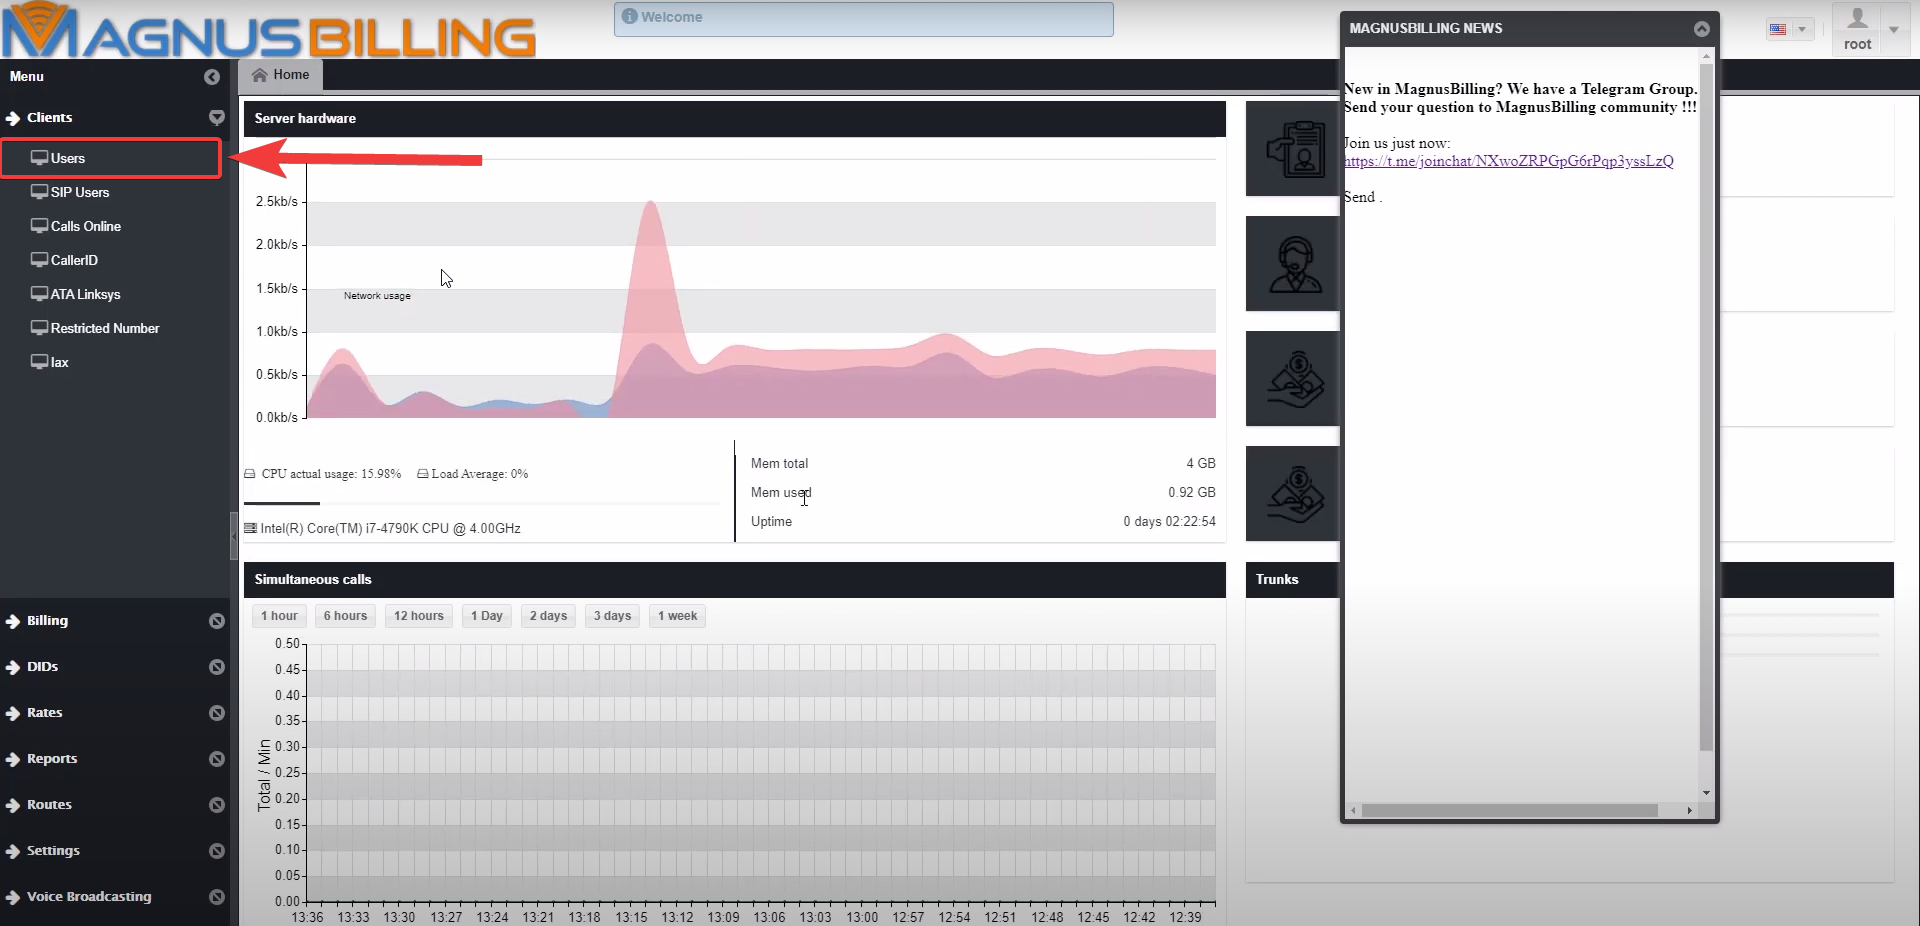 MAGNUSBILLING
Welcome
root
Menu
Home
Clients
Users
SIP Users
Calls Online
CallerID
ATA Linksys
Restricted Number
Iax
Billing
DIDs
Rates
Reports
Routes
Settings
Voice Broadcasting
Server hardware
2.5kb/s
2.0kb/s
1.5kb/s
1.0kb/s
0.5kb/s
0.0kb/s
Network usage
CPU actual usage: 15.98% Load Average: 0%
Intel(R) Core(TM) i7-4790K CPU @ 4.00GHz
Mem total 4 GB
Mem used 0.92 GB
Uptime 0 days 02:22:54
Simultaneous calls
1 hour 6 hours 12 hours 1 Day 2 days 3 days 1 week
Total / Min
0.50
0.45
0.40
0.35
0.30
0.25
0.20
0.15
0.10
0.05
0.00
13:36 13:33 13:30 13:27 13:24 13:21 13:18 13:15 13:12 13:09 13:06 13:03 13:00 12:57 12:54 12:51 12:48 12:45 12:42 12:39
Trunks
MAGNUSBILLING NEWS
New in MagnusBilling? We have a Telegram Group.
Send your question to MagnusBilling community !!!
Join us just now:
https://t.me/joinchat/NXwoZRPGpG6rPqp3yssLzQ
Send .